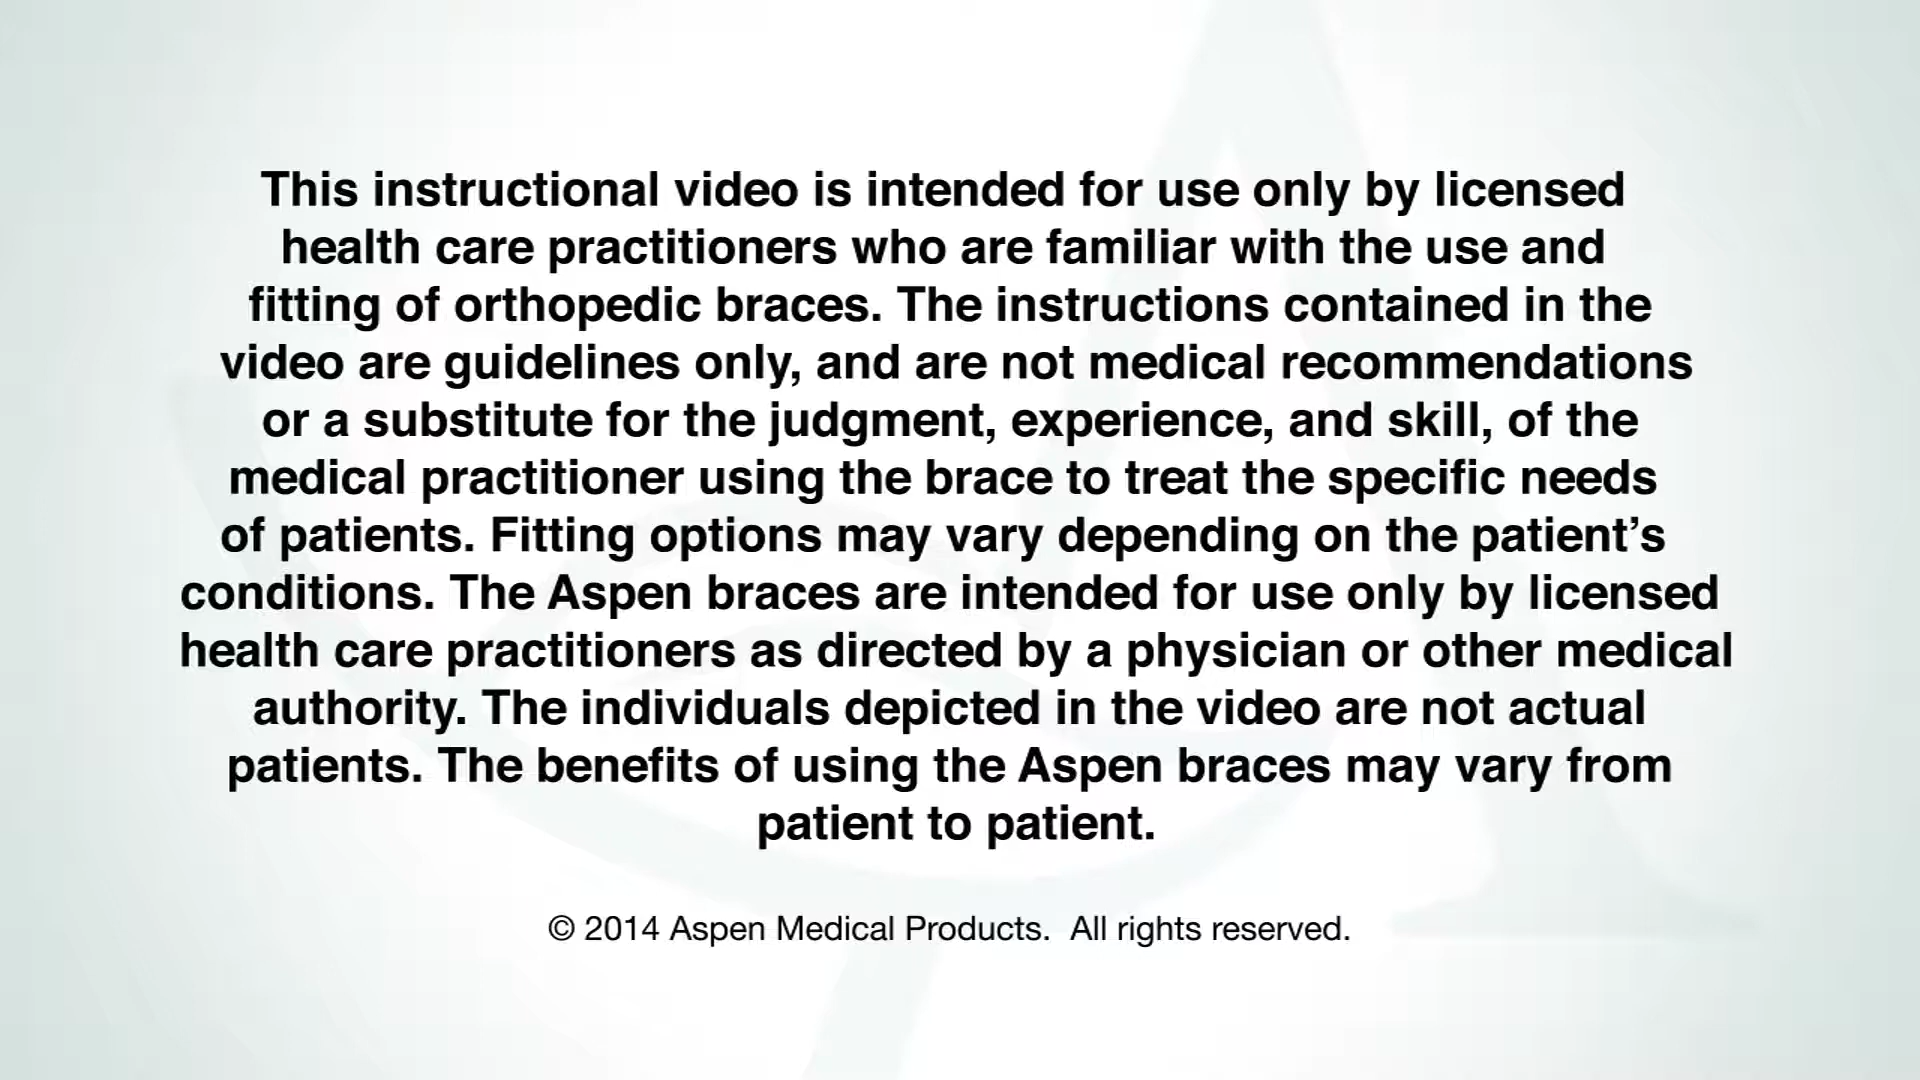 This instructional video is intended for use only by licensed
health care practitioners who are familiar with the use and
fitting of orthopedic braces. The instructions contained in the
video are guidelines only, and are not medical recommendations
or a substitute for the judgment, experience, and skill, of the
medical practitioner using the brace to treat the specific needs
of patients. Fitting options may vary depending on the patient’s
conditions. The Aspen braces are intended for use only by licensed
health care practitioners as directed by a physician or other medical
authority. The individuals depicted in the video are not actual
patients. The benefits of using the Aspen braces may vary from
patient to patient.
© 2014 Aspen Medical Products.  All rights reserved.